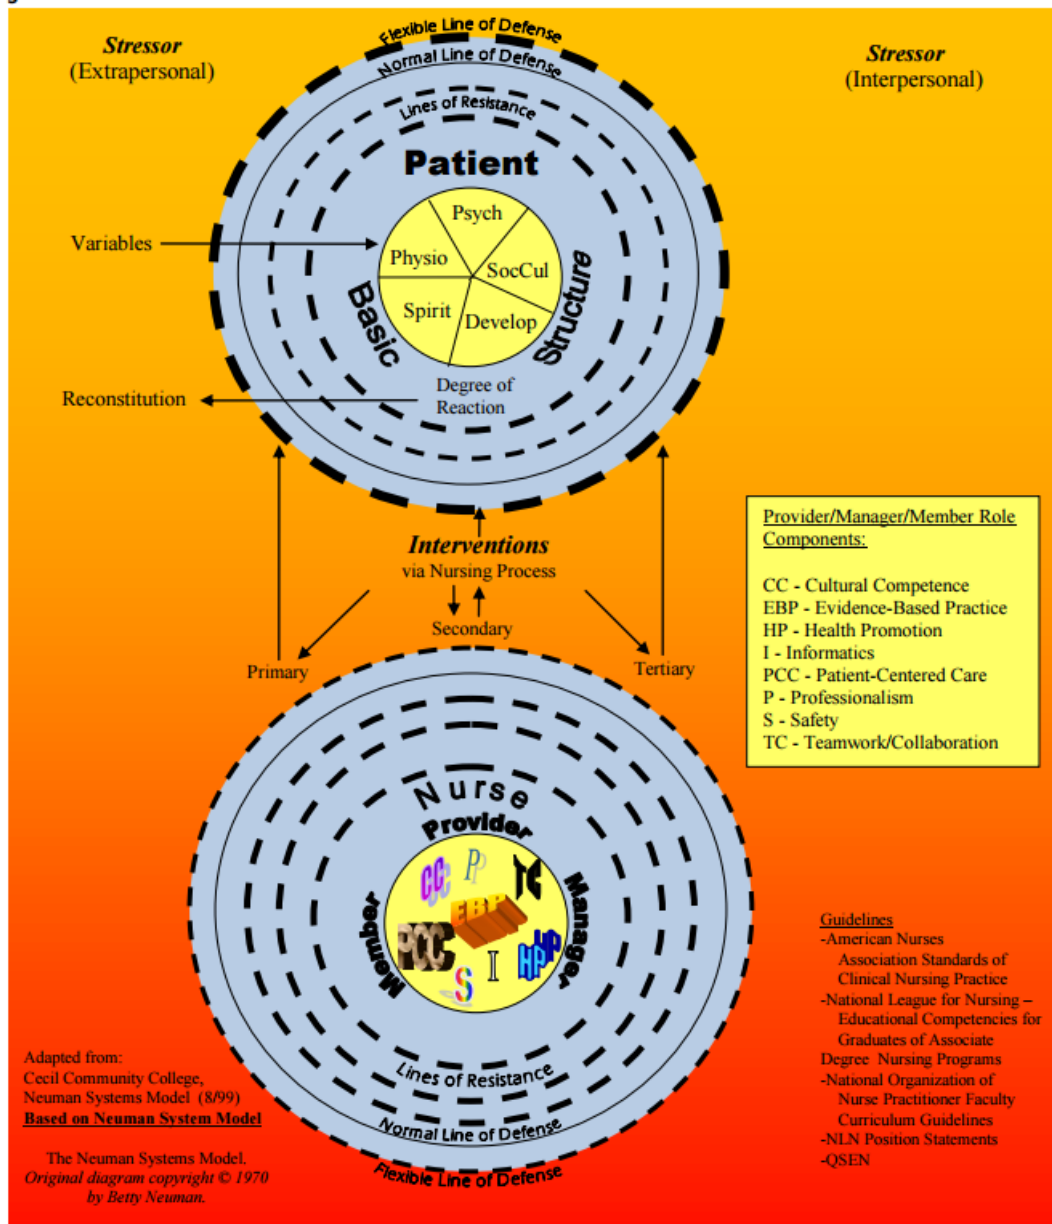 Stressor
(Extrapersonal)
Stressor
(Interpersonal)
Flexible Line of Defense
Normal Line of Defense
Lines of Resistance
Patient
Psych
Variables
Physio
SocCul
Spirit
Develop
Basic
Structure
Degree of
Reaction
Reconstitution
Interventions
via Nursing Process
Secondary
Primary
Tertiary
Provider/Manager/Member Role
Components:
CC - Cultural Competence
EBP - Evidence-Based Practice
HP - Health Promotion
I - Informatics
PCC - Patient-Centered Care
P - Professionalism
S - Safety
TC - Teamwork/Collaboration
Nurse
Provider
Member
Manager
CC
P
TC
EBP
PCC
I
HP
S
Lines of Resistance
Normal Line of Defense
Flexible Line of Defense
Guidelines
-American Nurses
Association Standards of
Clinical Nursing Practice
-National League for Nursing –
Educational Competencies for
Graduates of Associate
Degree Nursing Programs
-National Organization of
Nurse Practitioner Faculty
Curriculum Guidelines
-NLN Position Statements
-QSEN
Adapted from:
Cecil Community College,
Neuman Systems Model (8/99)
Based on Neuman System Model
The Neuman Systems Model.
Original diagram copyright © 1970
by Betty Neuman.